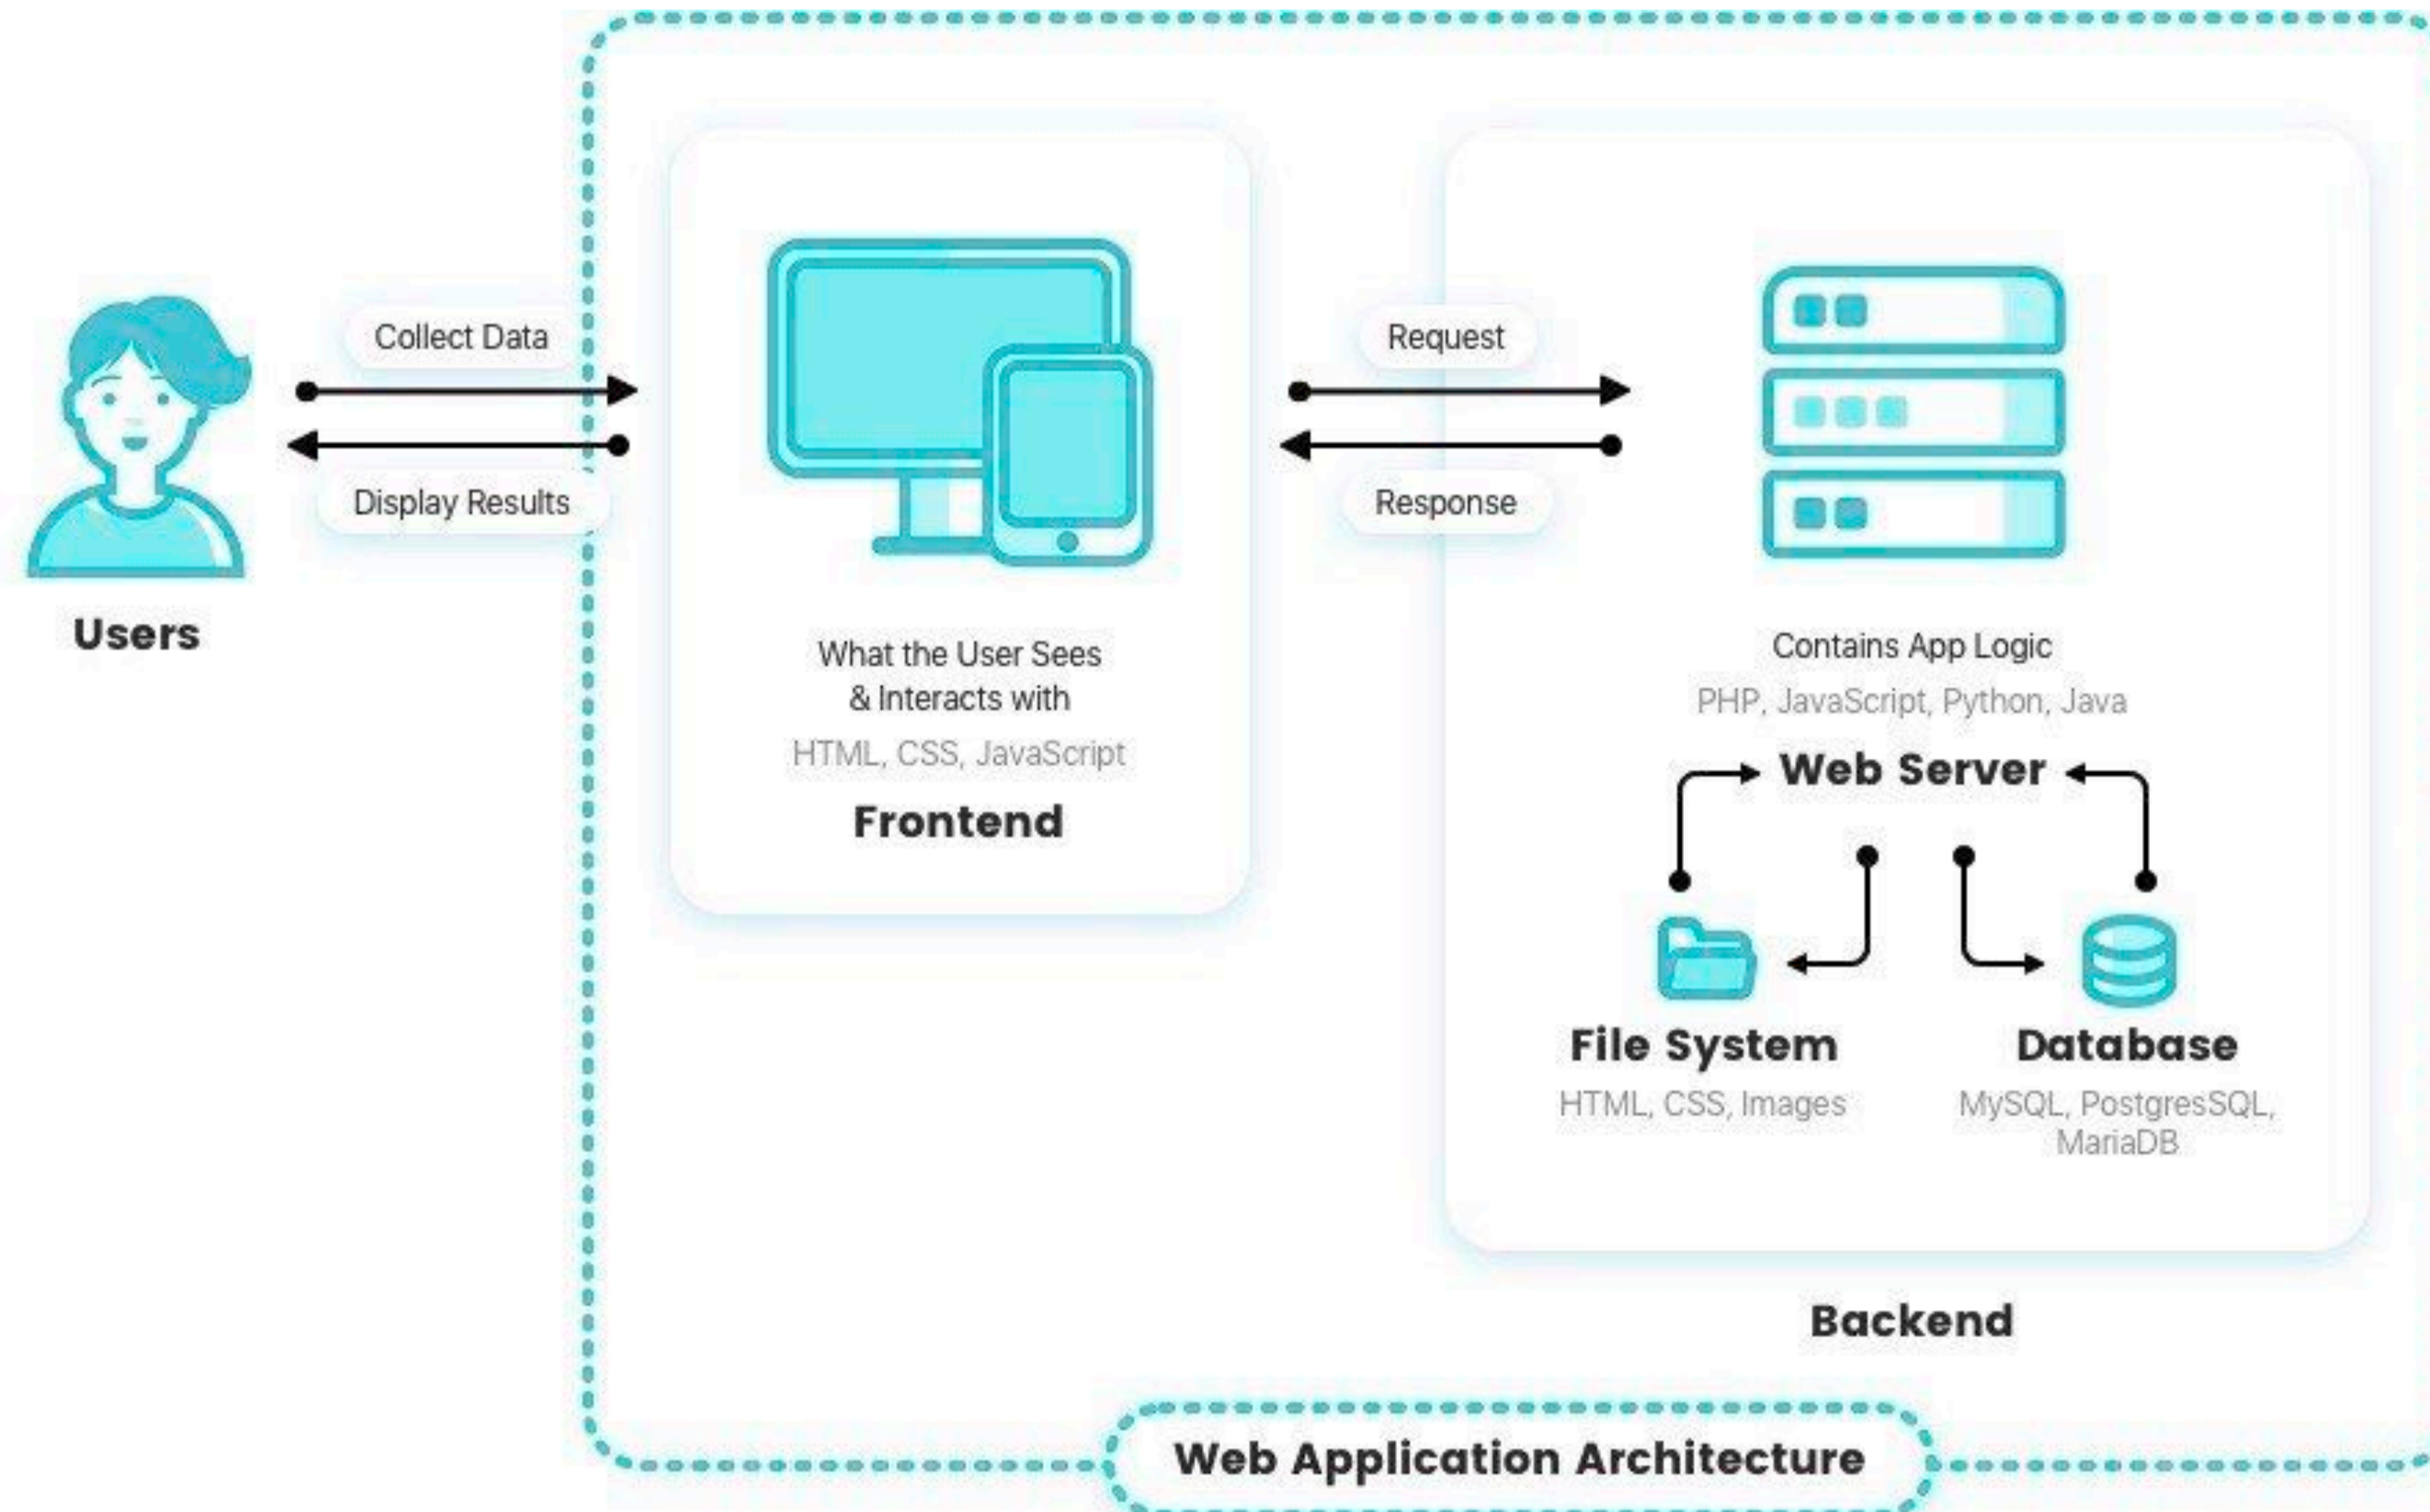 Collect Data
Display Results
Users
What the User Sees
& Interacts with
HTML, CSS, JavaScript
Frontend
Request
Response
Contains App Logic
PHP, JavaScript, Python, Java
Web Server
File System
HTML, CSS, Images
Database
MySQL, PostgresSQL,
MariaDB
Backend
Web Application Architecture